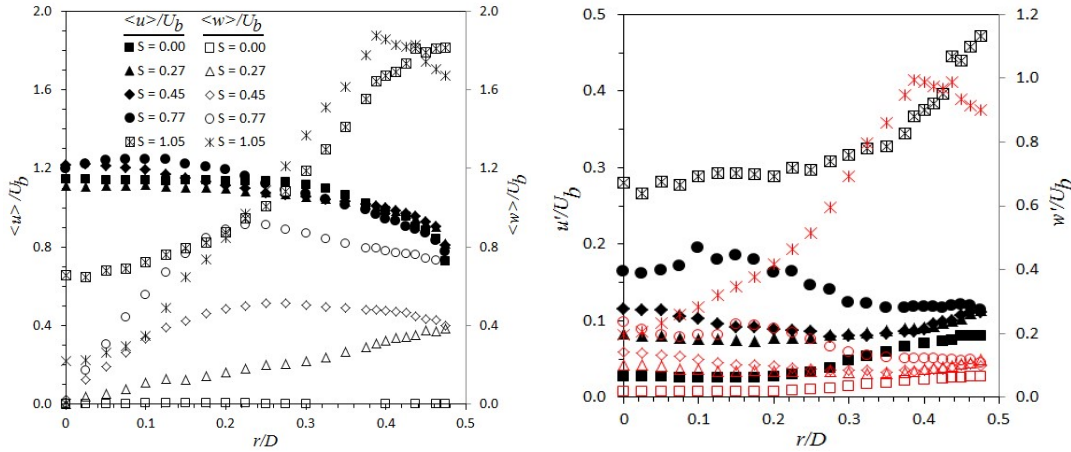 <u>/U_b <w>/U_b
S = 0.00 S = 0.00
S = 0.27 S = 0.27
S = 0.45 S = 0.45
S = 0.77 S = 0.77
S = 1.05 S = 1.05
2.0
1.6
1.2
0.8
0.4
0.0
<u>/U_b
0 0.1 0.2 0.3 0.4 0.5
r/D
2.0
1.6
1.2
0.8
0.4
0.0
<w>/U_b
0.5
0.4
0.3
0.2
0.1
0.0
u'/U_b
0 0.1 0.2 0.3 0.4 0.5
r/D
1.2
1.0
0.8
0.6
0.4
0.2
0.0
w'/U_b